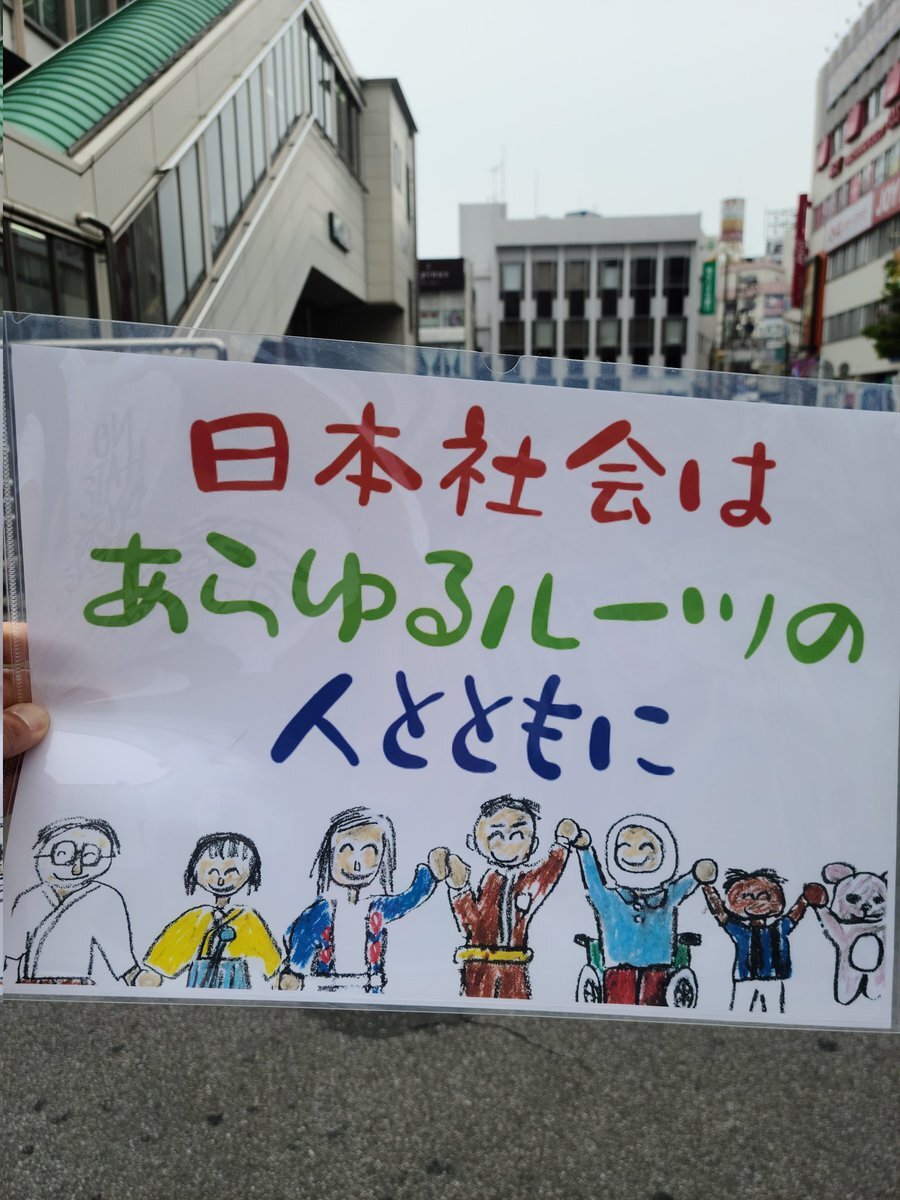 日本社会は
あらゆるルーツの
人とともに